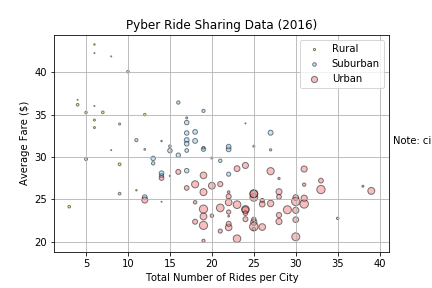 Pyber Ride Sharing Data (2016)
Rural
Suburban
Urban
40
35
30
25
20
Average Fare ($)
5
10
15
20
25
30
35
40
Total Number of Rides per City
Note: ci